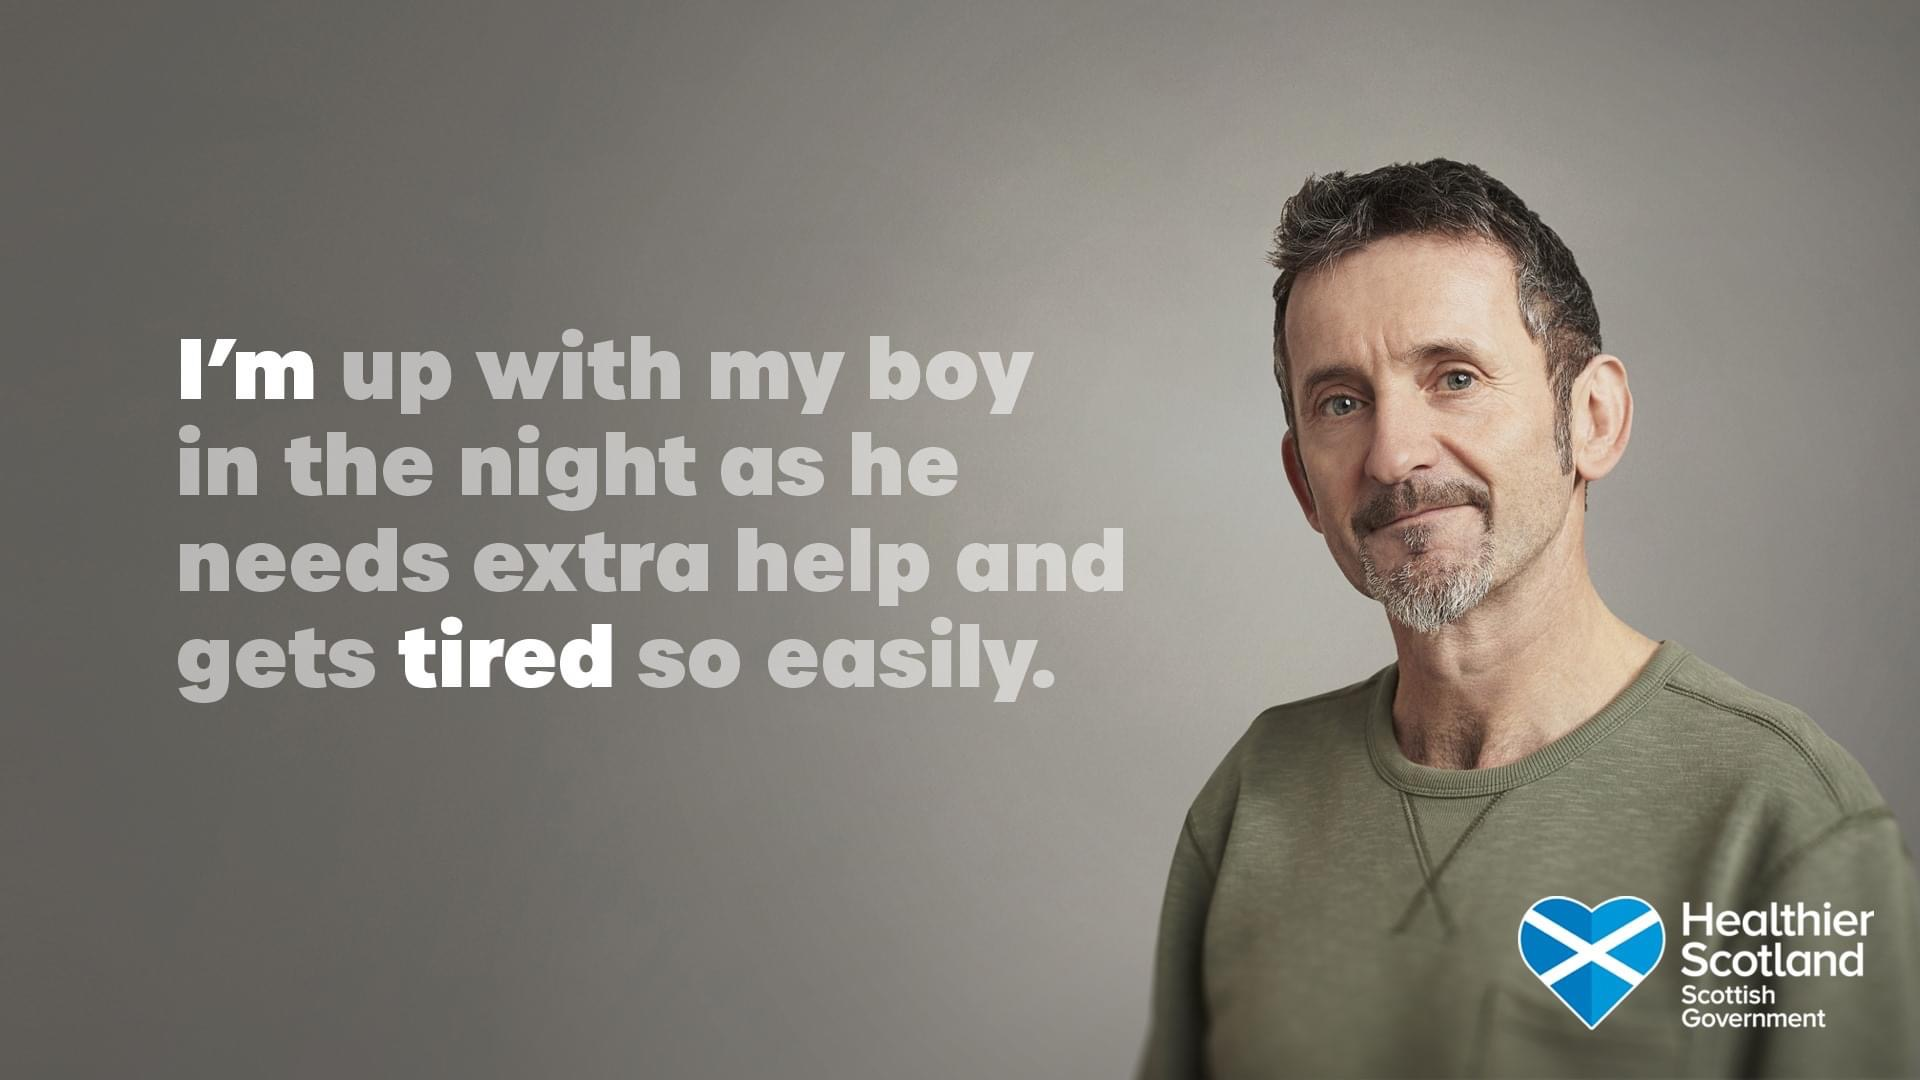 I’m up with my boy
in the night as he
needs extra help and
gets tired so easily.
Healthier
Scotland
Scottish
Government